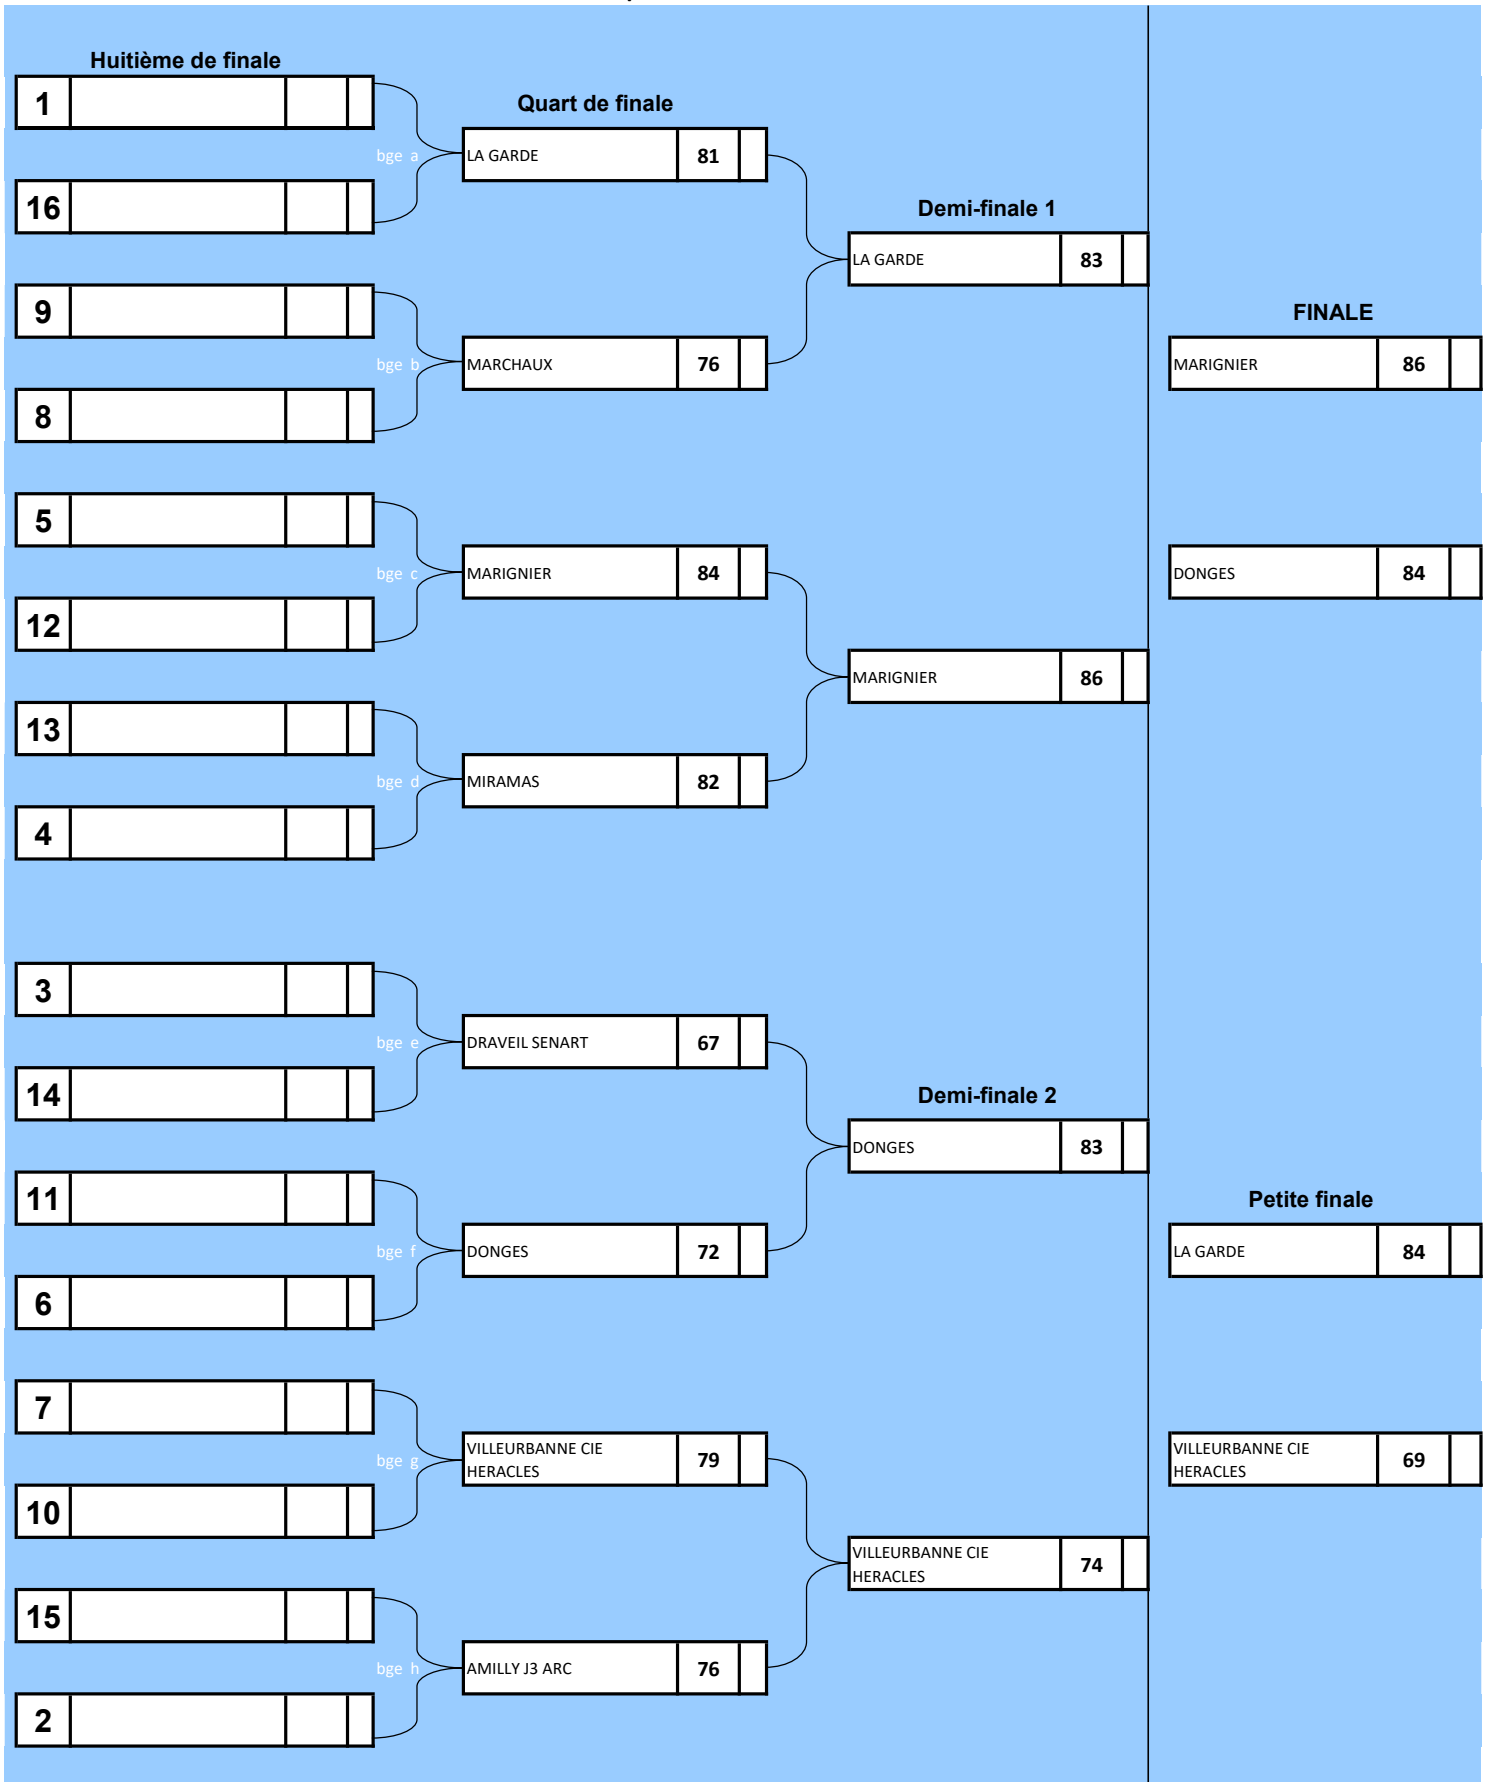 Huitième de finale
1
Quart de finale
bge a
LA GARDE 81
16
Demi-finale 1
LA GARDE 83
9
FINALE
bge b
MARCHAUX 76
MARIGNIER 86
8
5
bge c
MARIGNIER 84
DONGES 84
12
MARIGNIER 86
13
bge d
MIRAMAS 82
4
3
bge e
DRAVEIL SENART 67
14
Demi-finale 2
DONGES 83
11
Petite finale
bge f
DONGES 72
LA GARDE 84
6
7
bge g
VILLEURBANNE CIE
HERACLES 79
VILLEURBANNE CIE
HERACLES 69
10
VILLEURBANNE CIE
HERACLES 74
15
bge h
AMILLY J3 ARC 76
2